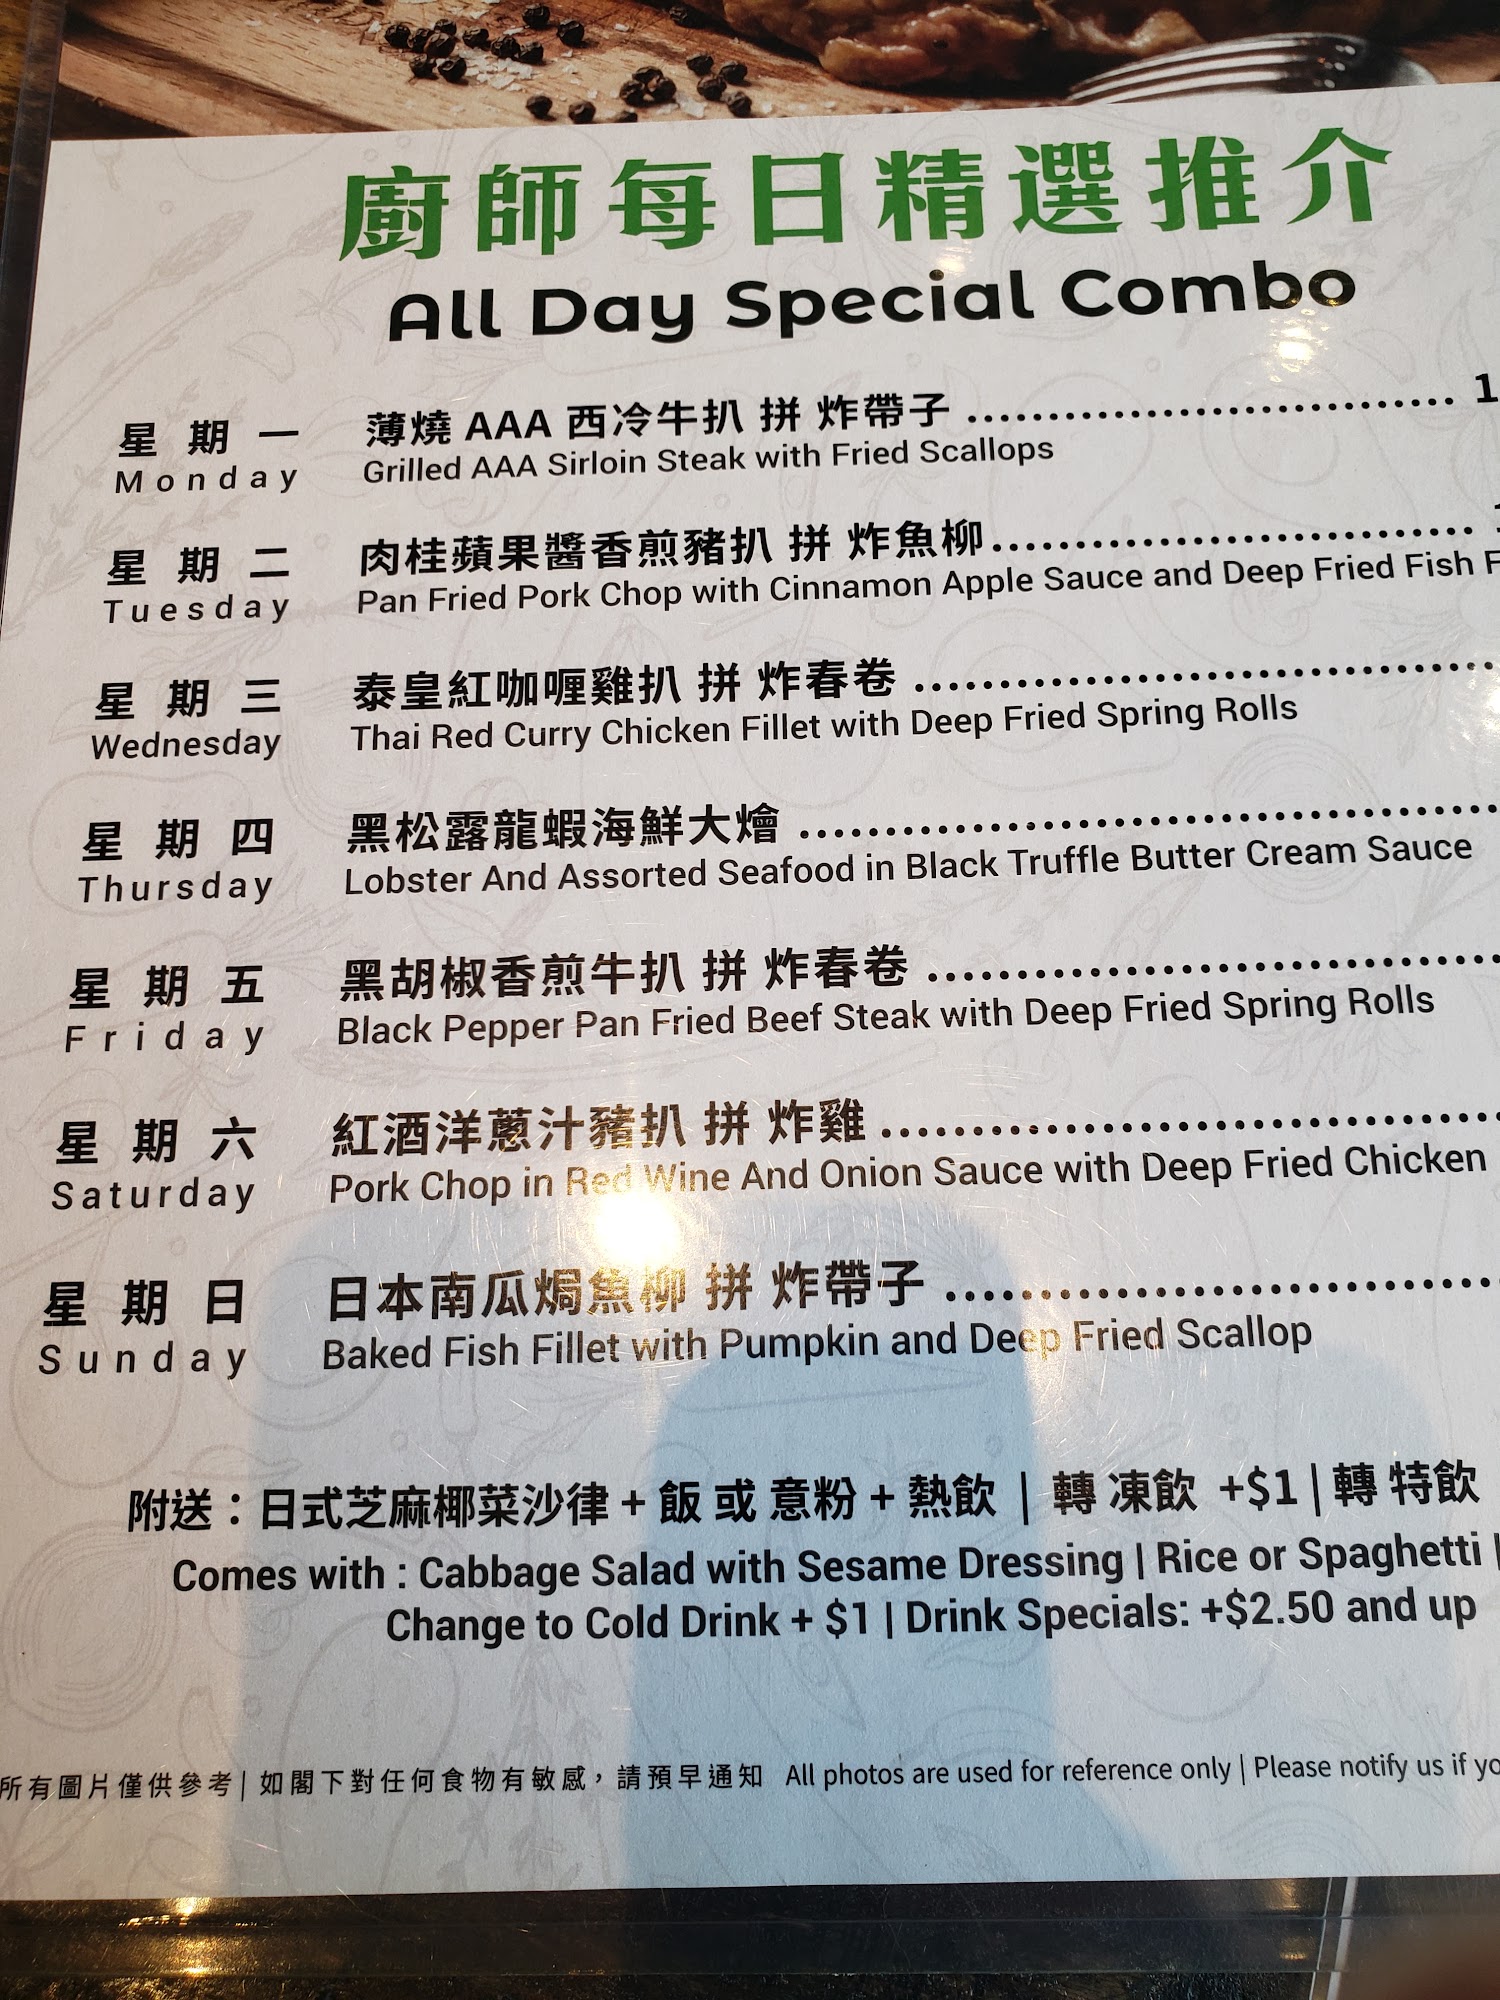 廚師每日精選推介
All Day Special Combo
星期一 薄燒 AAA 西冷牛扒 拼 炸帶子 .............................. 1
Monday Grilled AAA Sirloin Steak with Fried Scallops
星期二 肉桂蘋果醬香煎豬扒 拼 炸魚柳..............................
Tuesday Pan Fried Pork Chop with Cinnamon Apple Sauce and Deep Fried Fish F
星期三 泰皇紅咖喱雞扒 拼 炸春卷 ..............................
Wednesday Thai Red Curry Chicken Fillet with Deep Fried Spring Rolls
星期四 黑松露龍蝦海鮮大燴 ..............................
Thursday Lobster And Assorted Seafood in Black Truffle Butter Cream Sauce
星期五 黑胡椒香煎牛扒 拼 炸春卷 ..............................
Friday Black Pepper Pan Fried Beef Steak with Deep Fried Spring Rolls
星期六 紅酒洋蔥汁豬扒 拼 炸雞 ..............................
Saturday Pork Chop in Red Wine And Onion Sauce with Deep Fried Chicken
星期日 日本南瓜焗魚柳 拼 炸帶子 ..............................
Sunday Baked Fish Fillet with Pumpkin and Deep Fried Scallop
附送：日式芝麻椰菜沙律 + 飯 或 意粉 + 熱飲 | 轉 凍飲 +$1 | 轉 特飲
Comes with : Cabbage Salad with Sesame Dressing | Rice or Spaghetti |
Change to Cold Drink + $1 | Drink Specials: +$2.50 and up
所有圖片僅供參考| 如閣下對任何食物有敏感，請預早通知 All photos are used for reference only | Please notify us if yo